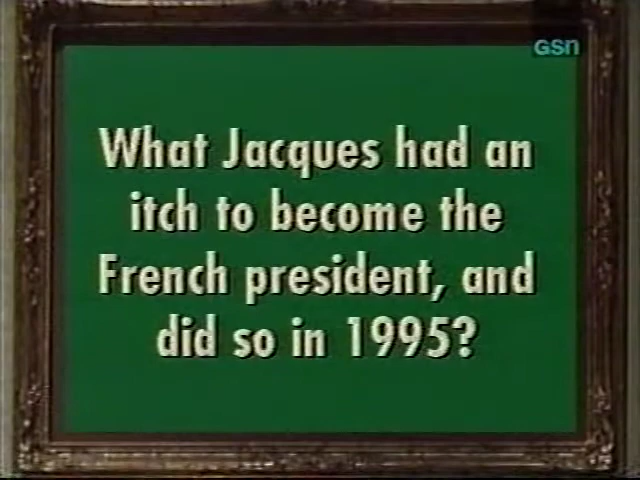 GSN
What Jacques had an
itch to become the
French president, and
did so in 1995?